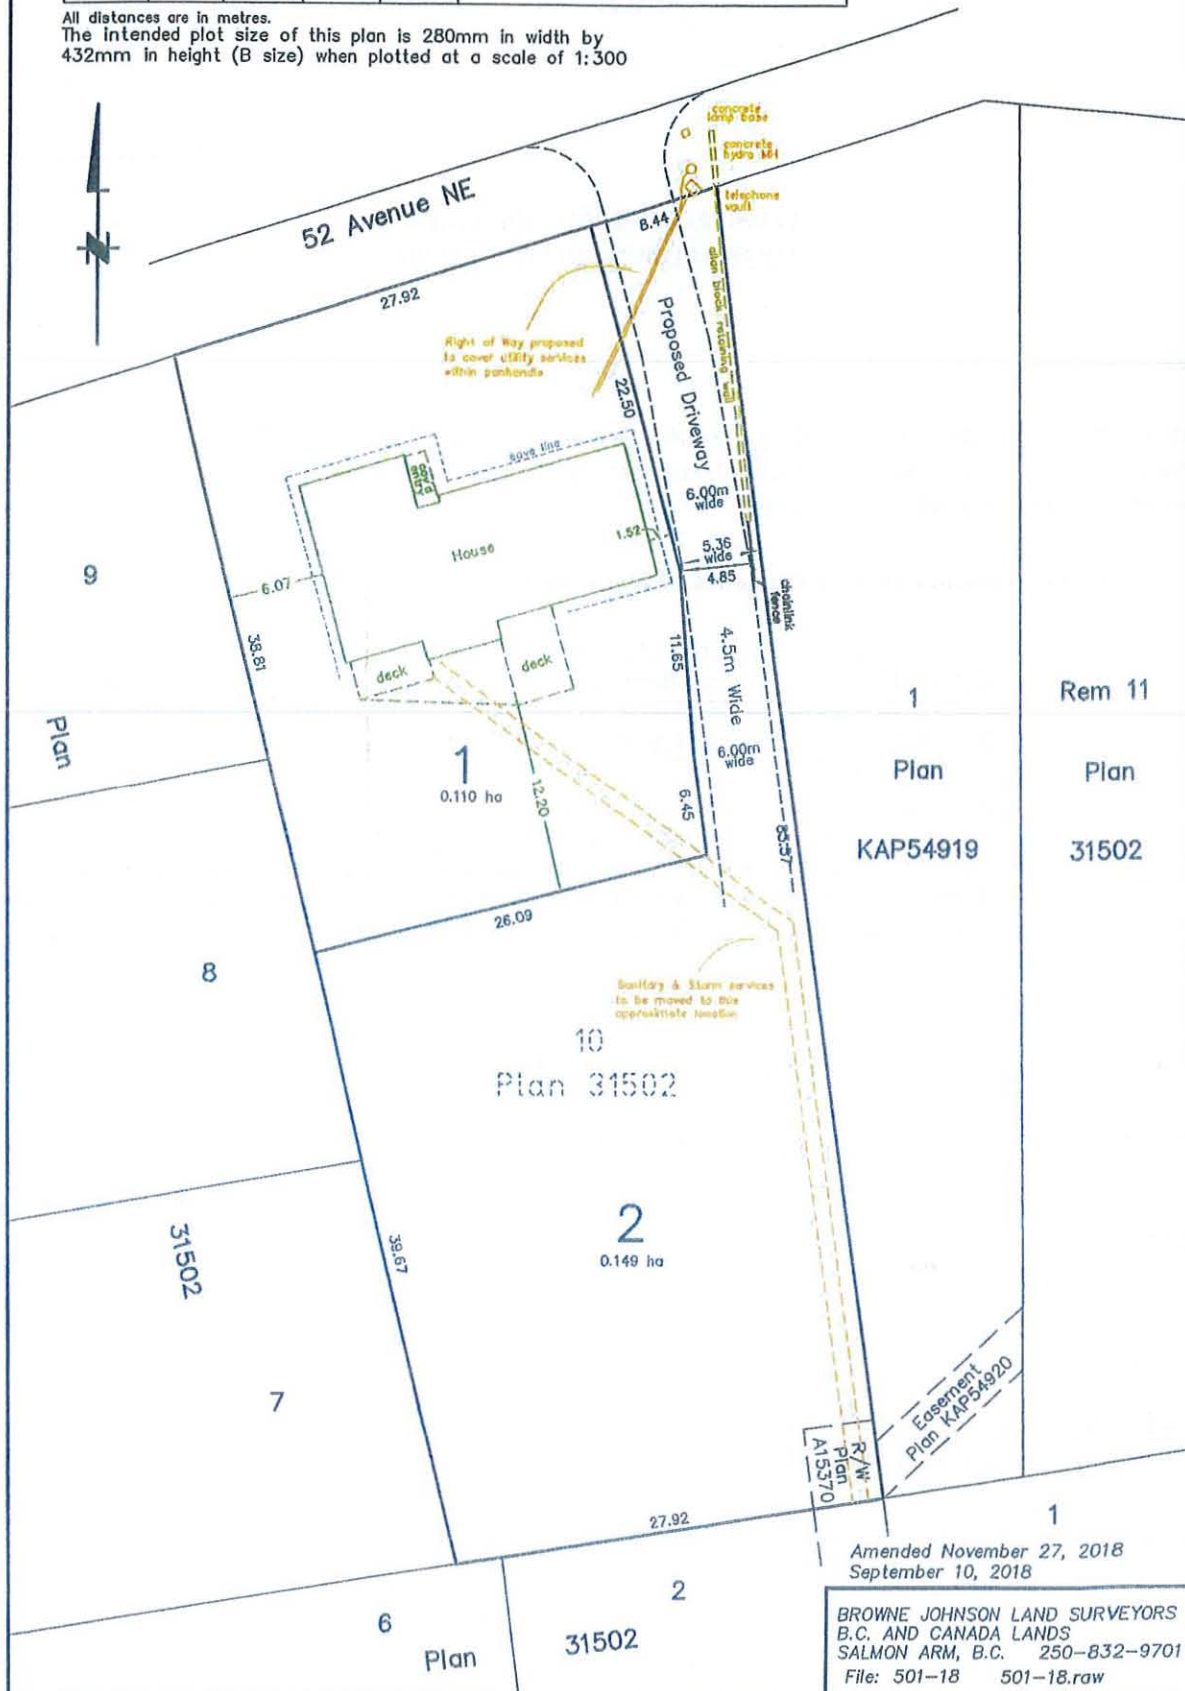 All distances are in metres.
The intended plot size of this plan is 280mm in width by
432mm in height (B size) when plotted at a scale of 1:300
concrete
lamp base
concrete
hydro MH
telephone
vault
52 Avenue NE
8.44
27.92
allan block retaining wall
Right of Way proposed
to cover utility services
within panhandle
Proposed Driveway
22.50
eave line
cov'd
entry
6.00m
wide
House
1.52
5.36
wide
4.85
9
6.07
chainlink
fence
38.81
11.65
4.5m Wide
deck
deck
1
Rem 11
Plan
6.00m
wide
1
0.110 ha
12.20
Plan
Plan
6.45
85.57
KAP54919
31502
26.09
8
Sanitary & Storm services
to be moved to this
approximate location
10
Plan 31502
2
0.149 ha
31502
39.67
7
Easement
Plan KAP54920
R/W
Plan
A15370
27.92
1
Amended November 27, 2018
September 10, 2018
2
6
Plan
31502
BROWNE JOHNSON LAND SURVEYORS
B.C. AND CANADA LANDS
SALMON ARM, B.C. 250-832-9701
File: 501-18 501-18.raw